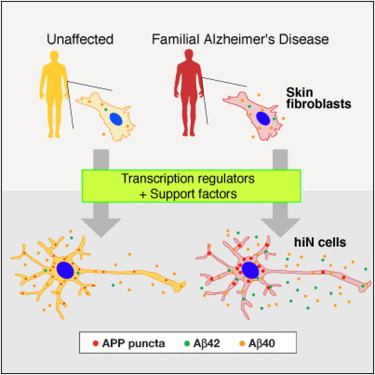 Unaffected
Familial Alzheimer's Disease
Skin
fibroblasts
Transcription regulators
+ Support factors
hiN cells
APP puncta
Aβ42
Aβ40